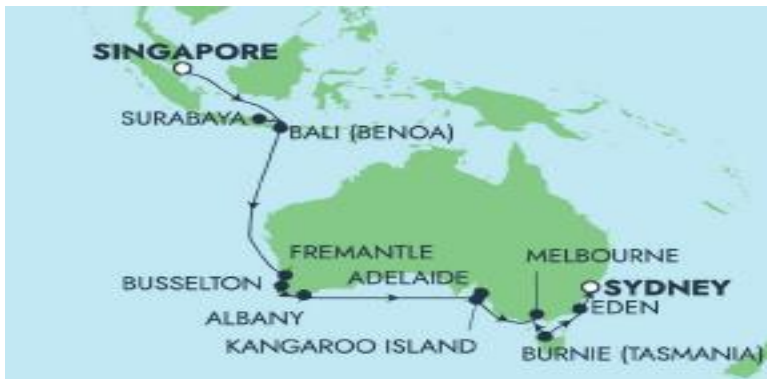 SINGAPORE
SURABAYA
BALI (BENOA)
FREMANTLE
MELBOURNE
BUSSELTON
ADELAIDE
SYDNEY
EDEN
ALBANY
KANGAROO ISLAND
BURNIE (TASMANIA)